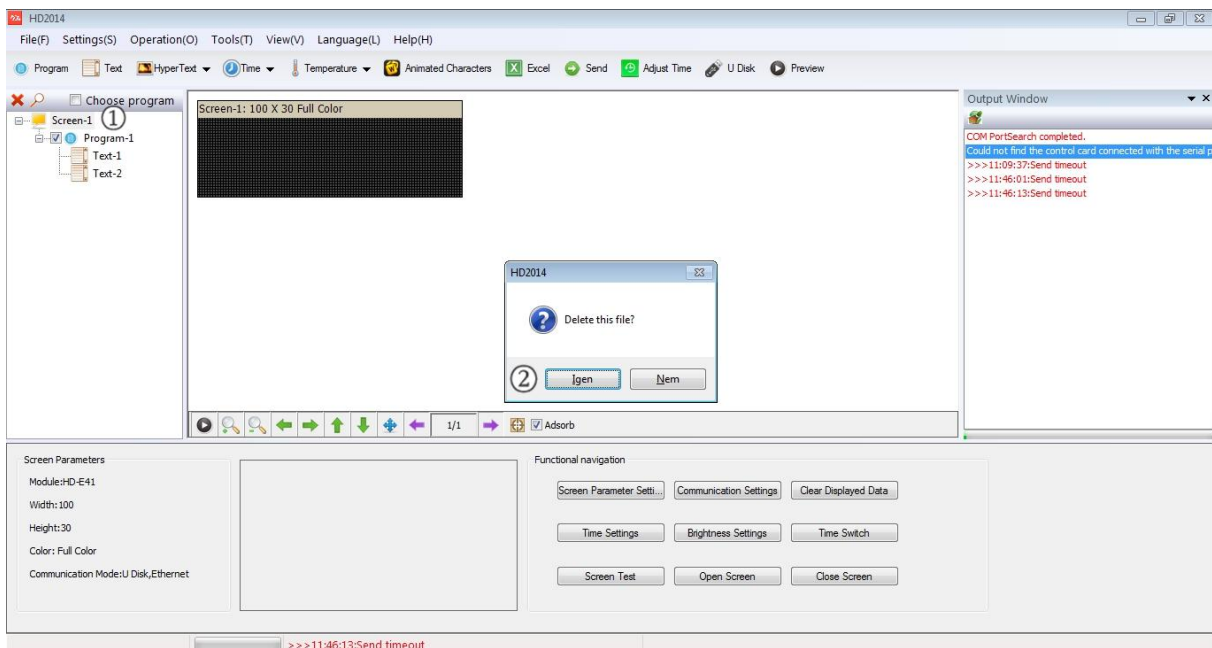 HD2014
File(F) Settings(S) Operation(O) Tools(T) View(V) Language(L) Help(H)
Program Text HyperText Time Temperature Animated Characters Excel Send Adjust Time U Disk Preview
Choose program
Screen-1 ①
Program-1
Text-1
Text-2
Screen-1: 100 X 30 Full Color
HD2014
Delete this file?
② Igen Nem
1/1 Adsorb
Output Window
COM PortSearch completed.
Could not find the control card connected with the serial p
>>>11:09:37:Send timeout
>>>11:46:01:Send timeout
>>>11:46:13:Send timeout
Screen Parameters
Module:HD-E41
Width:100
Height:30
Color: Full Color
Communication Mode:U Disk,Ethernet
Functional navigation
Screen Parameter Setti... Communication Settings Clear Displayed Data
Time Settings Brightness Settings Time Switch
Screen Test Open Screen Close Screen
>>>11:46:13:Send timeout